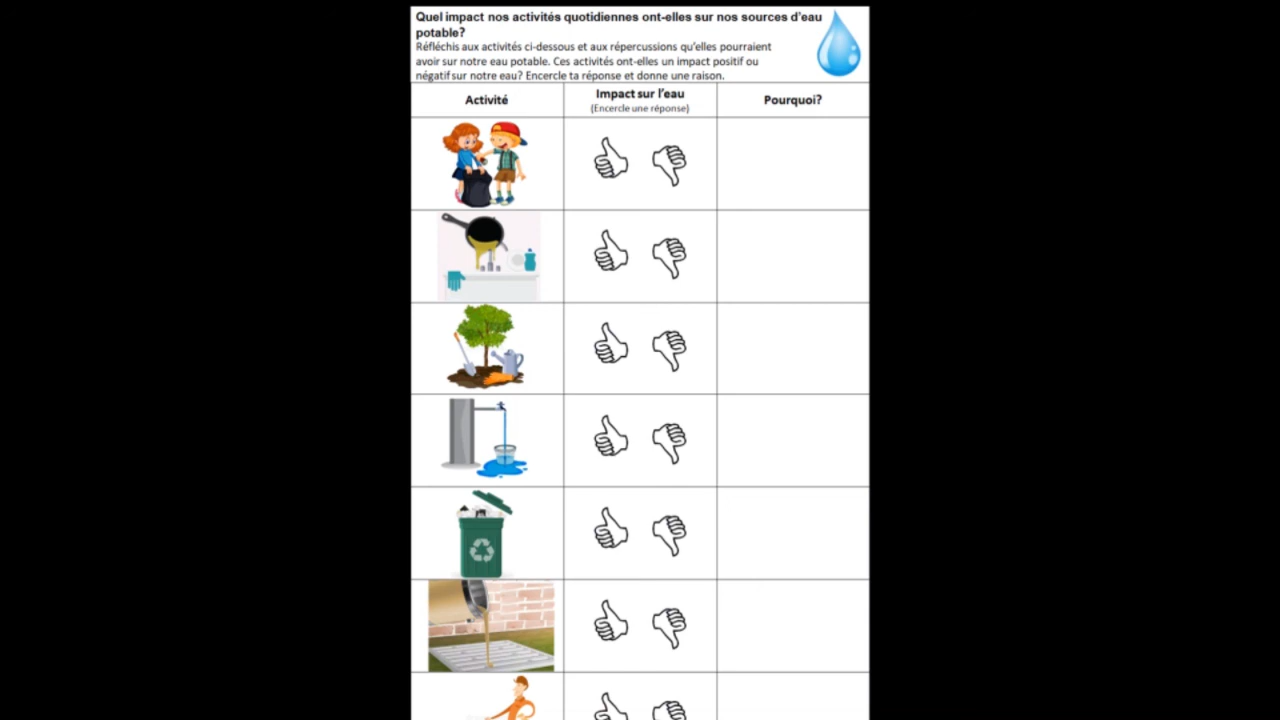 Quel impact nos activités quotidiennes ont-elles sur nos sources d'eau
potable?
Réfléchis aux activités ci-dessous et aux répercussions qu'elles pourraient
avoir sur notre eau potable. Ces activités ont-elles un impact positif ou
négatif sur notre eau? Encercle ta réponse et donne une raison.
Activité
Impact sur l'eau
(Encercle une réponse)
Pourquoi?